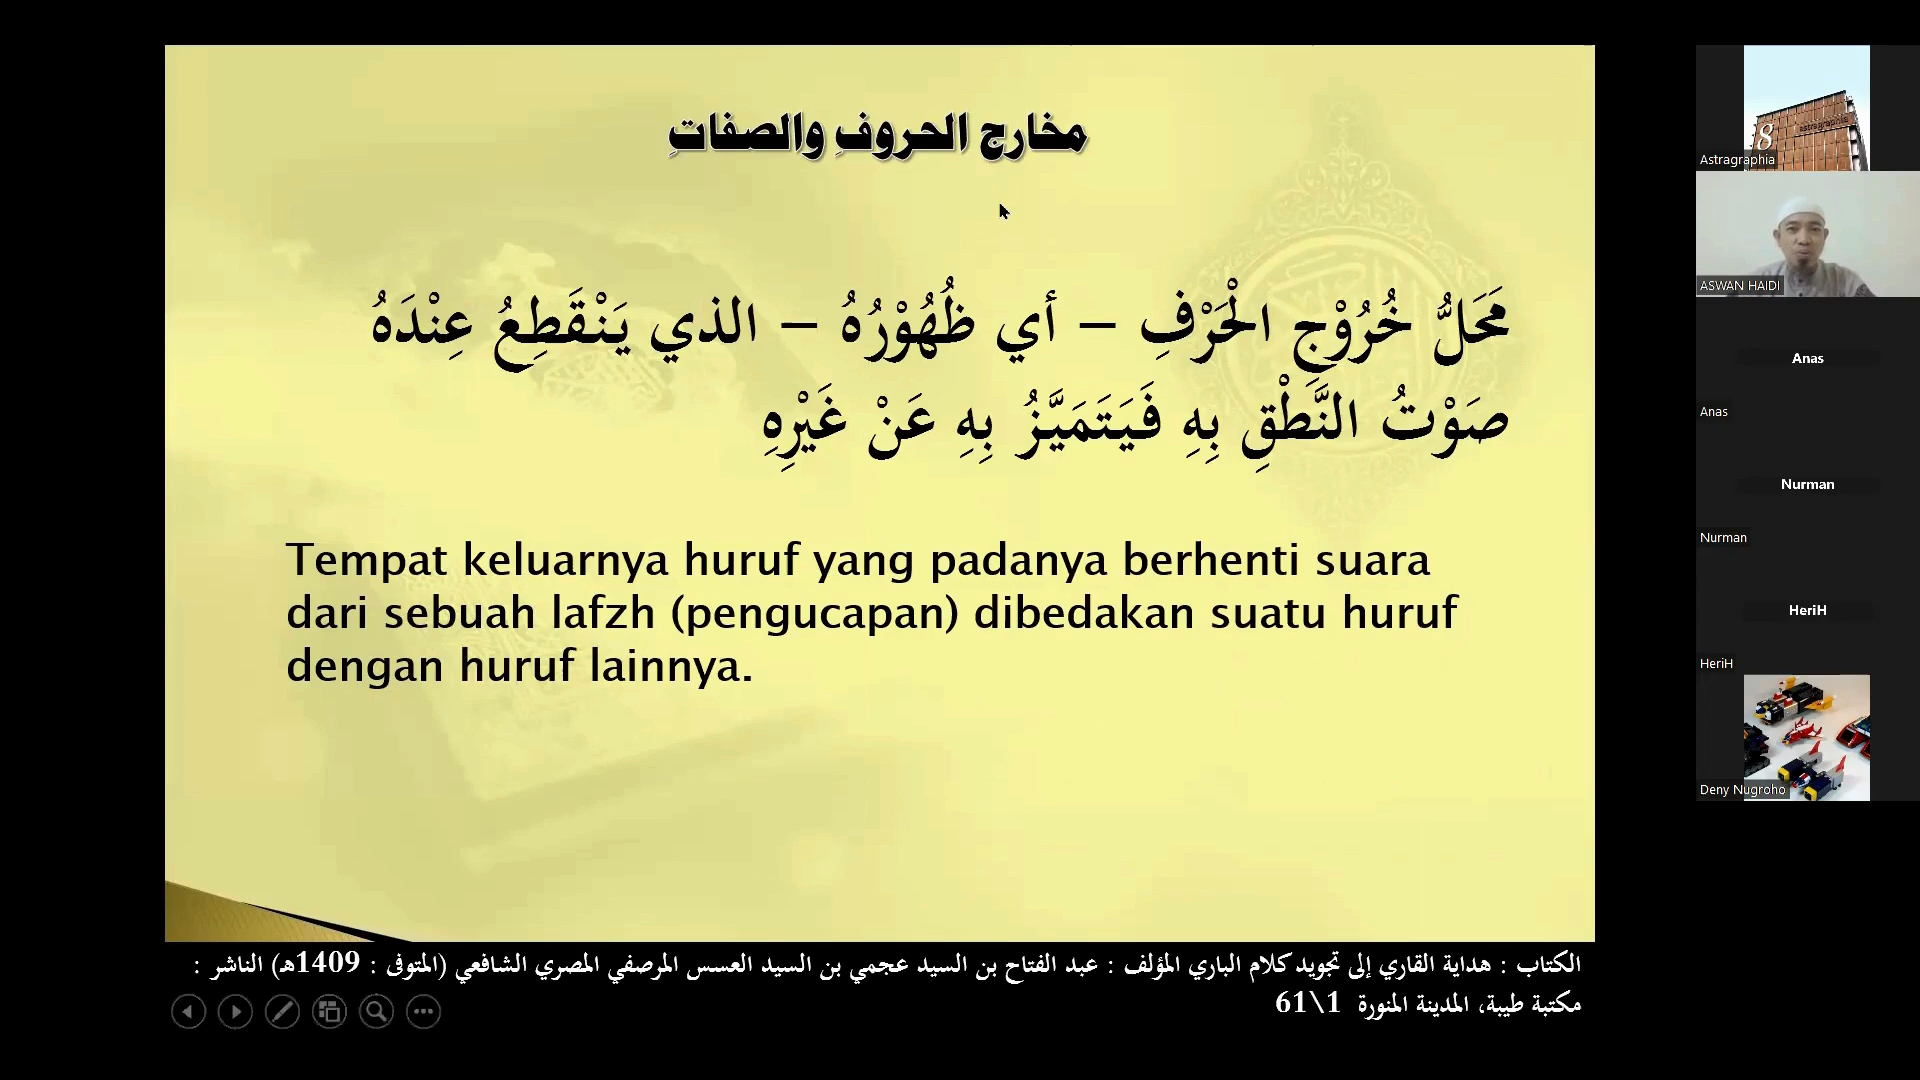 مخارج الحروفِ والصفاتِ
مَحَلُّ خُرُوْجِ الْحَرْفِ – أي ظُهُوْرُهُ – الذي يَنْقَطِعُ عِنْدَهُ
صَوْتُ النُّطْقِ بِهِ فَيَتَمَيَّزُ بِهِ عَنْ غَيْرِهِ
Tempat keluarnya huruf yang padanya berhenti suara
dari sebuah lafzh (pengucapan) dibedakan suatu huruf
dengan huruf lainnya.
الكتاب : هداية القاري إلى تجويد كلام الباري المؤلف : عبد الفتاح بن السيد عجمي بن السيد العسس المرصفي المصري الشافعي (المتوفى : 1409هـ) الناشر :
مكتبة طيبة، المدينة المنورة 1\61
astragraphia
8
Astragraphia
ASWAN HAIDI
Anas
Anas
Nurman
Nurman
HeriH
HeriH
Deny Nugroho